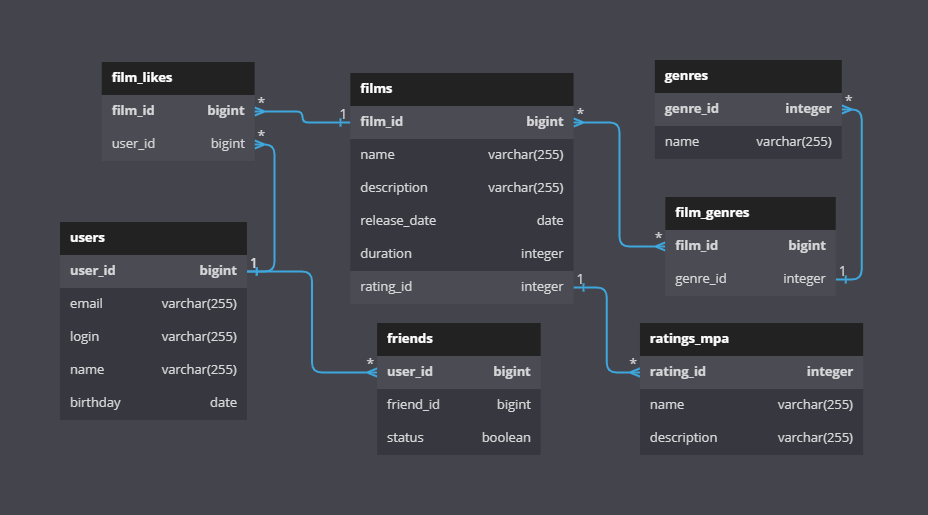 film_likes
film_id bigint *
user_id bigint *
films
1 film_id bigint *
name varchar(255)
description varchar(255)
release_date date
duration integer
rating_id integer 1
genres
genre_id integer *
name varchar(255)
film_genres
* film_id bigint
genre_id integer 1
users
user_id bigint 1
email varchar(255)
login varchar(255)
name varchar(255)
birthday date
friends
* user_id bigint
friend_id bigint
status boolean
ratings_mpa
* rating_id integer
name varchar(255)
description varchar(255)